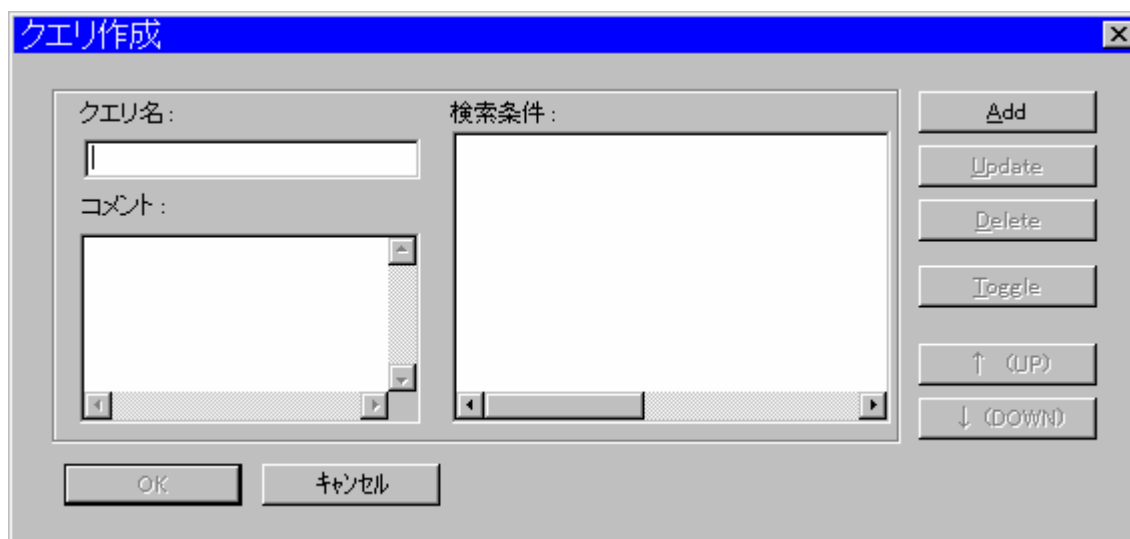 クエリ作成
クエリ名：
検索条件：
コメント：
Add
Update
Delete
Toggle
↑ (UP)
↓ (DOWN)
OK
キャンセル